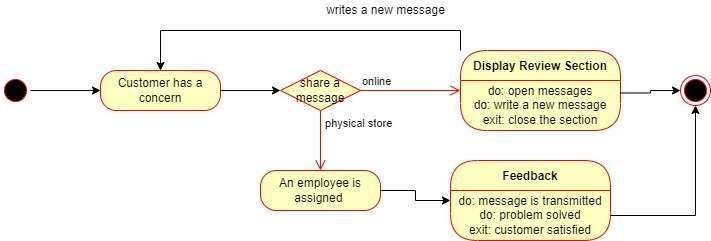 writes a new message
Customer has a
concern
share a
message
online
physical store
Display Review Section
do: open messages
do: write a new message
exit: close the section
An employee is
assigned
Feedback
do: message is transmitted
do: problem solved
exit: customer satisfied